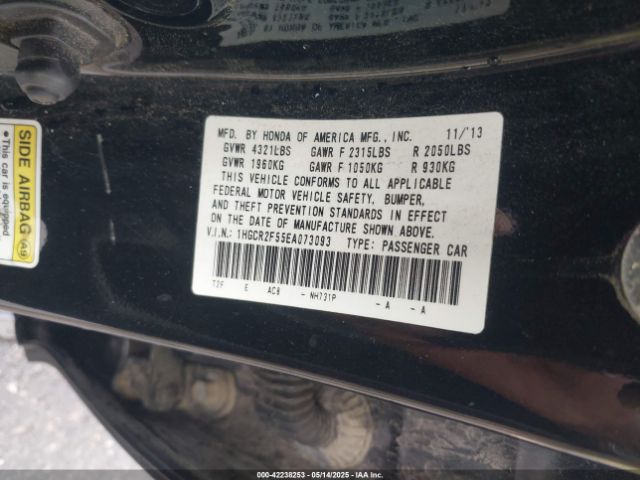 MFD. BY HONDA OF AMERICA MFG., INC. 11/'13
GVWR 4321LBS GAWR F 2315LBS R 2050LBS
GVWR 1960KG GAWR F 1050KG R 930KG
THIS VEHICLE CONFORMS TO ALL APPLICABLE
FEDERAL MOTOR VEHICLE SAFETY, BUMPER,
AND THEFT PREVENTION STANDARDS IN EFFECT
ON THE DATE OF MANUFACTURE SHOWN ABOVE.
V.I.N.: 1HGCR2F55EA073093 TYPE: PASSENGER CAR
T2F E AC8 - NH731P - A - A
SIDE AIRBAG
A9
•This car is equipped
000-42238253 - 05/14/2025 - IAA Inc.